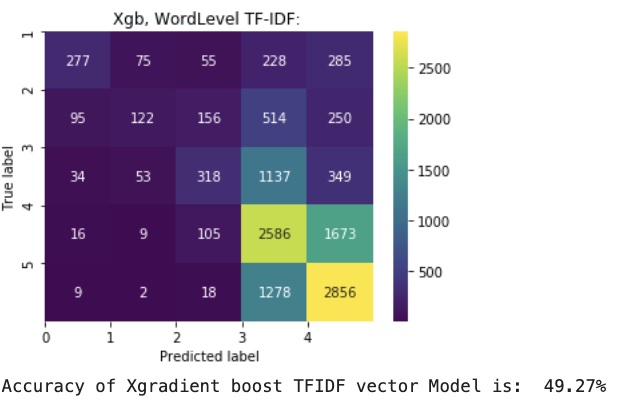 Xgb, WordLevel TF-IDF:
1
277 75 55 228 285
2500
2
95 122 156 514 250
2000
3
34 53 318 1137 349
1500
True label
4
16 9 105 2586 1673
1000
5
9 2 18 1278 2856
500
0 1 2 3 4
Predicted label
Accuracy of Xgradient boost TFIDF vector Model is: 49.27%